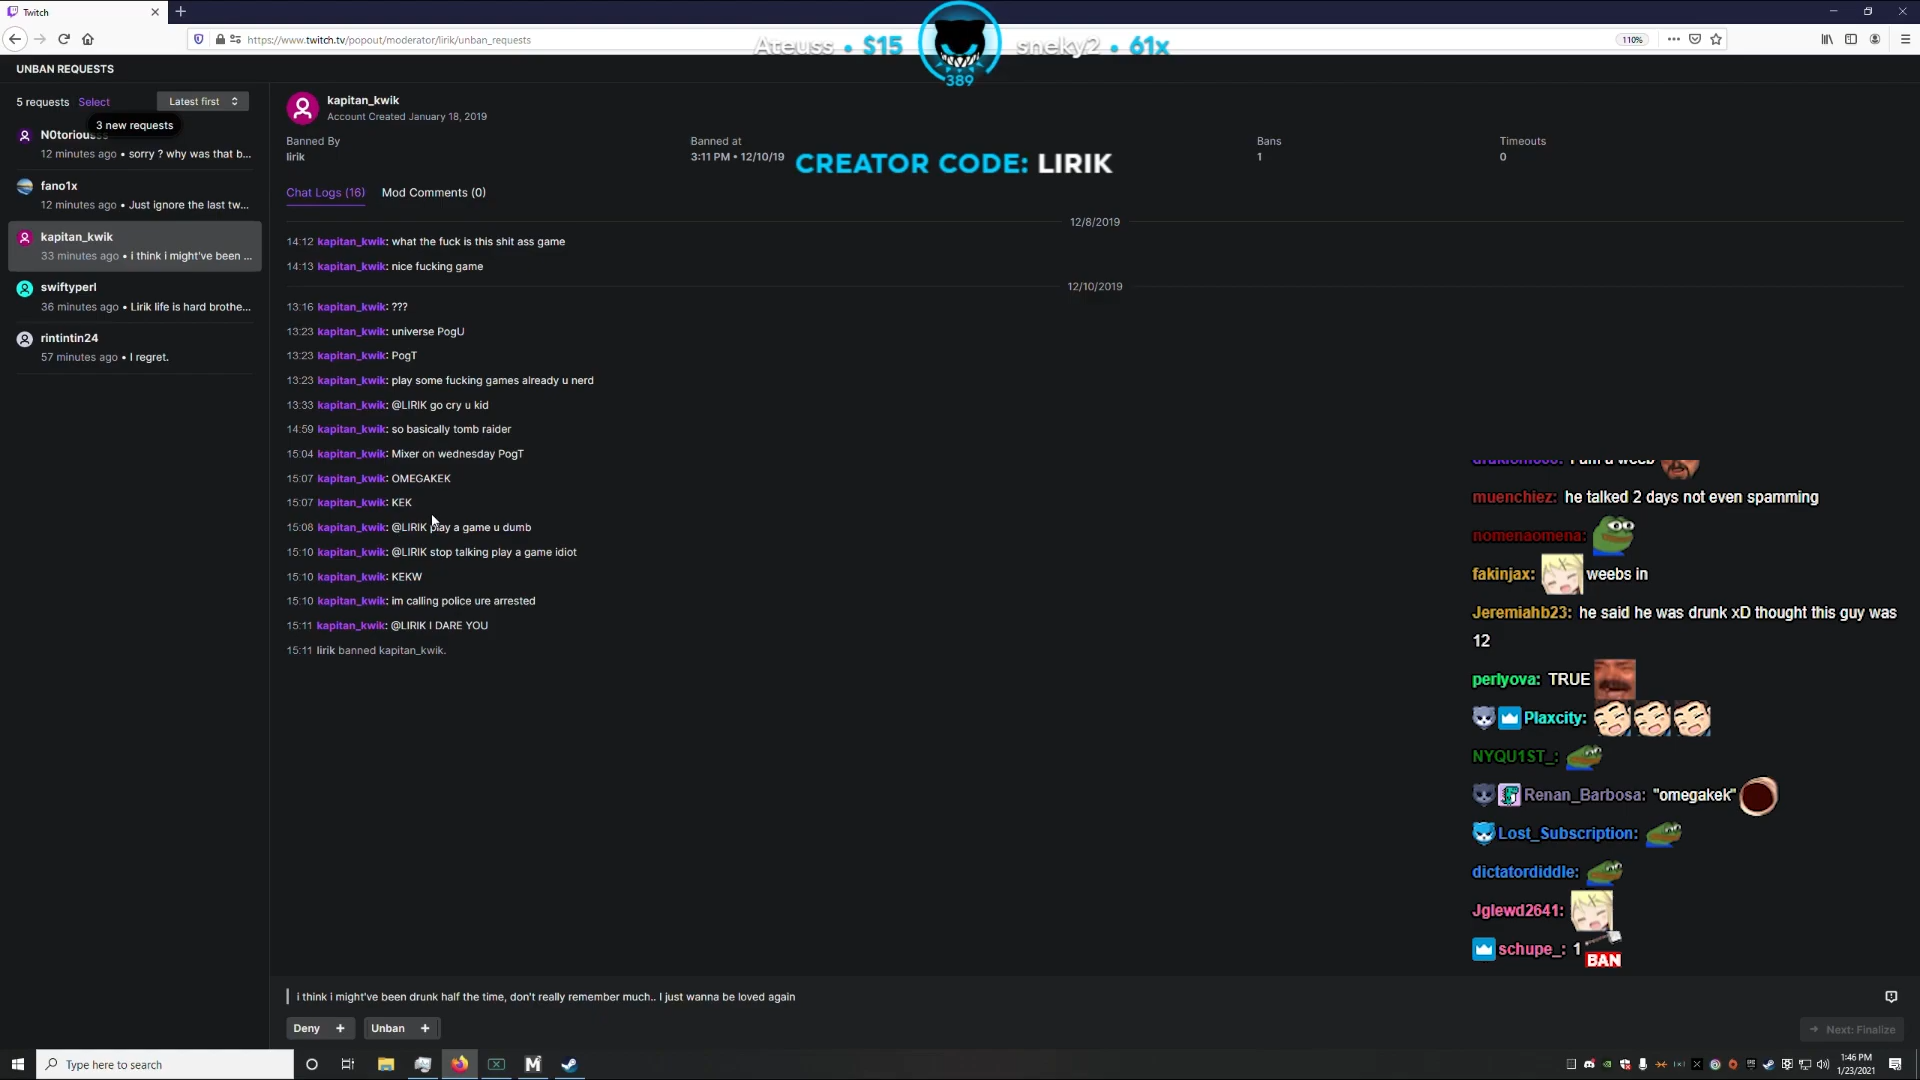 Twitch
https://www.twitch.tv/popout/moderator/lirik/unban_requests
110%
Ateuss • $15
389
sneky2 • 61x
UNBAN REQUESTS
5 requests Select
Latest first
3 new requests
12 minutes ago • sorry ? why was that b...
fano1x
12 minutes ago • Just ignore the last tw...
kapitan_kwik
33 minutes ago • i think i might've been ...
swiftyperl
36 minutes ago • Lirik life is hard brothe...
rintintin24
57 minutes ago • I regret.
kapitan_kwik
Account Created January 18, 2019
Banned By
lirik
Banned at
3:11 PM • 12/10/19
Bans
1
Timeouts
0
CREATOR CODE: LIRIK
Chat Logs (16) Mod Comments (0)
12/8/2019
14:12 kapitan_kwik: what the fuck is this shit ass game
14:13 kapitan_kwik: nice fucking game
12/10/2019
13:16 kapitan_kwik: ???
13:23 kapitan_kwik: universe PogU
13:23 kapitan_kwik: PogT
13:23 kapitan_kwik: play some fucking games already u nerd
13:33 kapitan_kwik: @LIRIK go cry u kid
14:59 kapitan_kwik: so basically tomb raider
15:04 kapitan_kwik: Mixer on wednesday PogT
15:07 kapitan_kwik: OMEGAKEK
15:07 kapitan_kwik: KEK
15:08 kapitan_kwik: @LIRIK play a game u dumb
15:10 kapitan_kwik: @LIRIK stop talking play a game idiot
15:10 kapitan_kwik: KEKW
15:10 kapitan_kwik: im calling police ure arrested
15:11 kapitan_kwik: @LIRIK I DARE YOU
15:11 lirik banned kapitan_kwik.
muenchiez: he talked 2 days not even spamming
nomenaomena:
fakinjax: weebs in
Jeremiahb23: he said he was drunk xD thought this guy was
12
perlyova: TRUE
Plaxcity:
NYQU1ST_:
Renan_Barbosa: "omegakek"
Lost_Subscription:
dictatordiddle:
Jglewd2641:
schupe_: 1
BAN
i think i might've been drunk half the time, don't really remember much.. I just wanna be loved again
Deny + Unban +
Next: Finalize
Type here to search
1:46 PM
1/23/2021